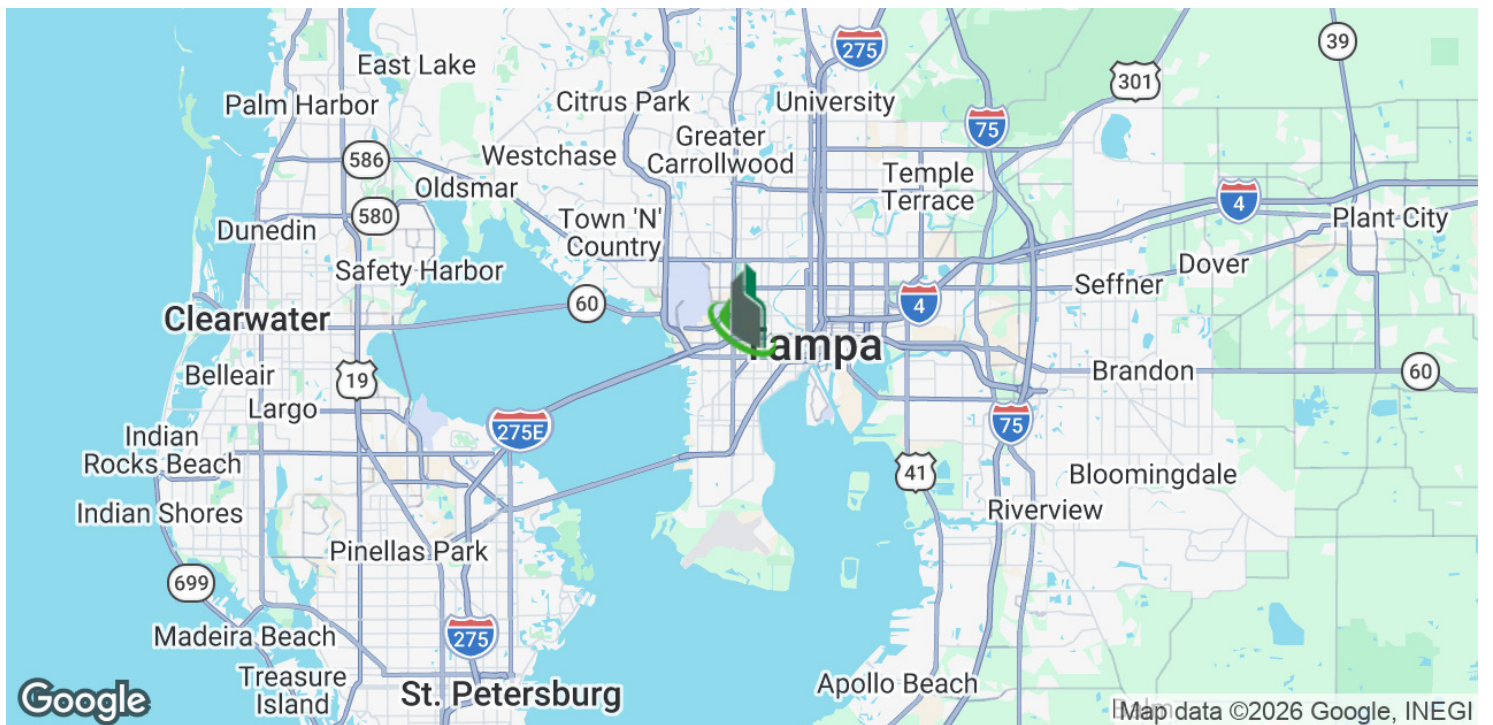 275
39
East Lake
301
Palm Harbor
Citrus Park
University
75
Greater
Carrollwood
586
Westchase
Temple
Terrace
Oldsmar
4
580
Town 'N'
Country
Plant City
Dunedin
Safety Harbor
Dover
Seffner
60
4
Clearwater
Tampa
Belleair
19
Brandon
60
Largo
275E
75
Indian
Rocks Beach
41
Bloomingdale
Indian Shores
Riverview
Pinellas Park
699
Madeira Beach
275
Treasure
Island
St. Petersburg
Apollo Beach
Google
Map data ©2026 Google, INEGI